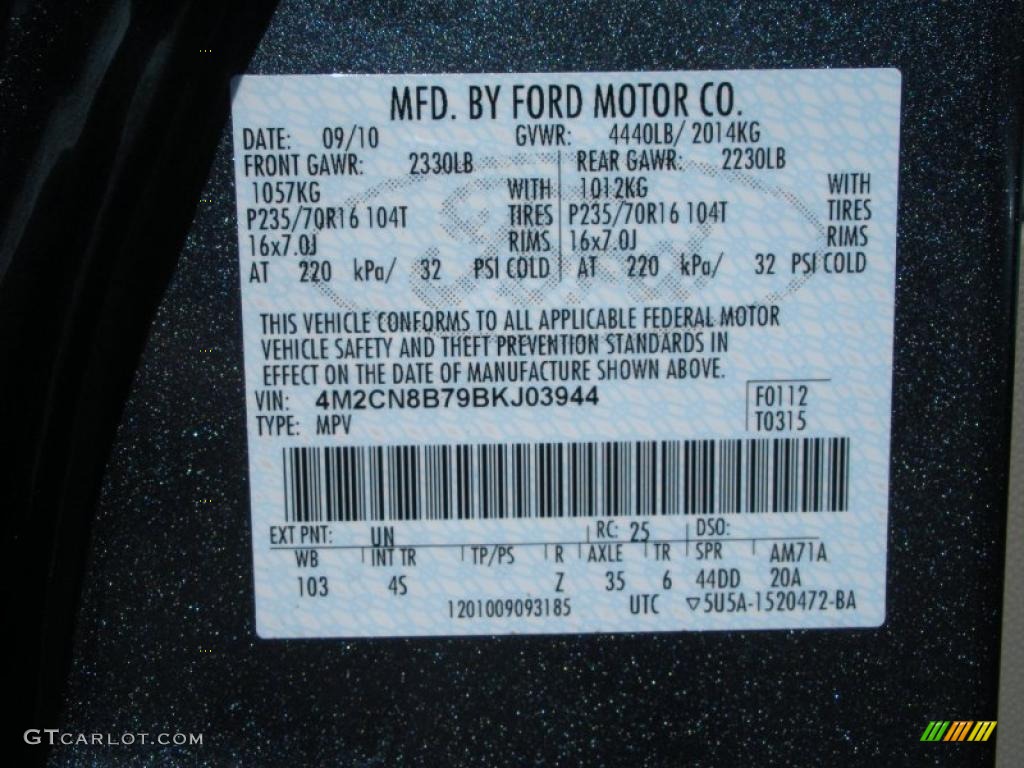 MFD. BY FORD MOTOR CO.
DATE: 09/10 GVWR: 4440LB/ 2014KG
FRONT GAWR: 2330LB REAR GAWR: 2230LB
1057KG WITH 1012KG WITH
P235/70R16 104T TIRES P235/70R16 104T TIRES
16x7.0J RIMS 16x7.0J RIMS
AT 220 kPa/ 32 PSI COLD AT 220 kPa/ 32 PSI COLD
THIS VEHICLE CONFORMS TO ALL APPLICABLE FEDERAL MOTOR
VEHICLE SAFETY AND THEFT PREVENTION STANDARDS IN
EFFECT ON THE DATE OF MANUFACTURE SHOWN ABOVE.
VIN: 4M2CN8B79BKJ03944 F0112
TYPE: MPV T0315
EXT PNT: UN RC: 25 DSO:
WB INT TR TP/PS R AXLE TR SPR AM71A
103 4S Z 35 6 44DD 20A
1201009093185 UTC ▽5U5A-1520472-BA
GTCARLOT.COM